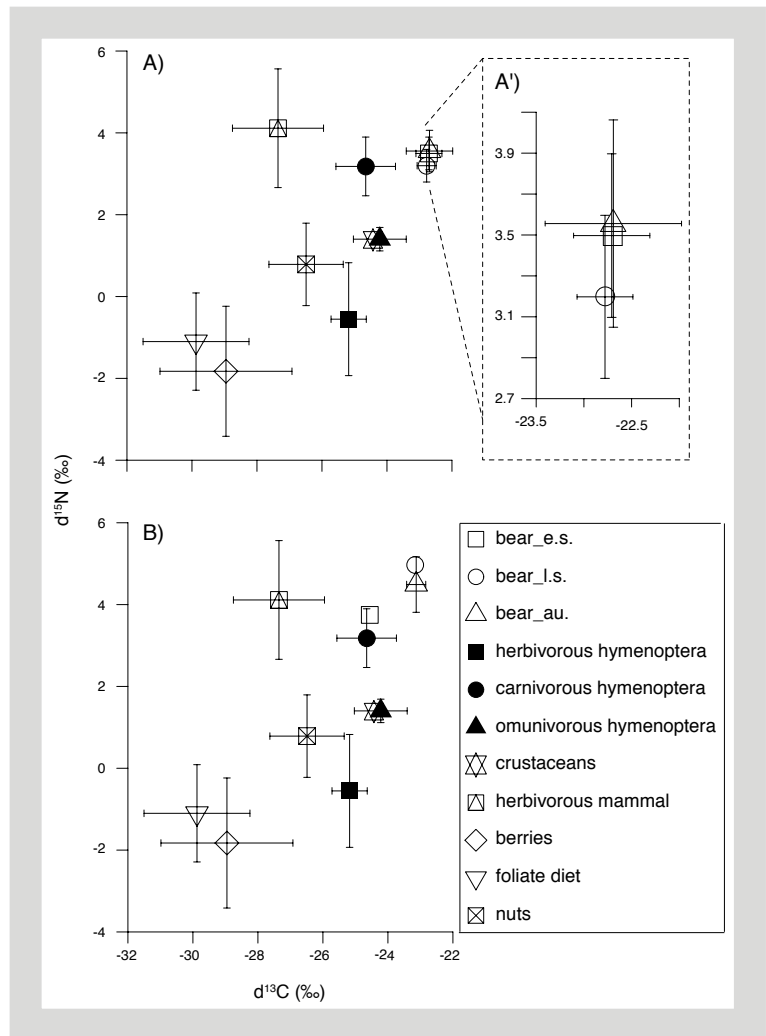 A)
6
4
2
0
-2
-4
A')
3.9
3.5
3.1
2.7
-23.5
-22.5
d¹⁵N (‰)
B)
6
4
2
0
-2
-4
-32
-30
-28
-26
-24
-22
d¹³C (‰)
bear_e.s.
bear_l.s.
bear_au.
herbivorous hymenoptera
carnivorous hymenoptera
omunivorous hymenoptera
crustaceans
herbivorous mammal
berries
foliate diet
nuts